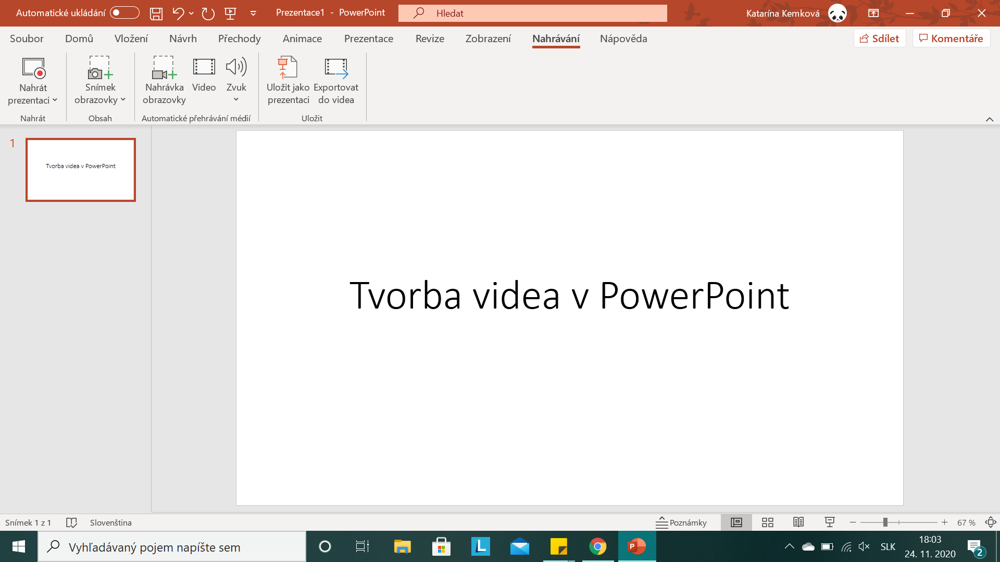 Automatické ukládání
Prezentace1 - PowerPoint
Hledat
Katarína Kemková
Soubor Domů Vložení Návrh Přechody Animace Prezentace Revize Zobrazení Nahrávání Nápověda
Sdílet Komentáře
Nahrát prezentaci
Snímek obrazovky
Nahrávka obrazovky
Video
Zvuk
Uložit jako prezentaci
Exportovat do videa
Nahrát
Obsah
Automatické přehrávání médií
Uložit
1
Tvorba videa v PowerPoint
Tvorba videa v PowerPoint
Snímek 1 z 1
Slovenština
Poznámky
67 %
Vyhľadávaný pojem napíšte sem
L
P
SLK
18:03
24. 11. 2020
2